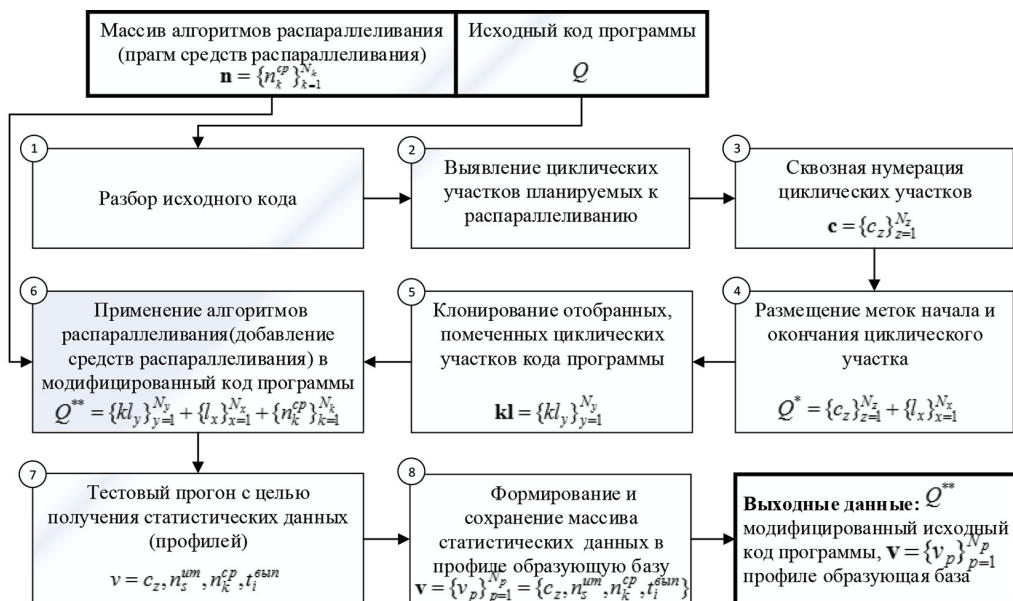 Массив алгоритмов распараллеливания
(прагм средств распараллеливания)
n = {n_k^{ср}}_{k=1}^{N_k}
Исходный код программы
Q
1
Разбор исходного кода
2
Выявление циклических
участков планируемых к
распараллеливанию
3
Сквозная нумерация
циклических участков
c = {c_z}_{z=1}^{N_z}
6
Применение алгоритмов
распараллеливания(добавление
средств распараллеливания) в
модифицированный код программы
Q^{**} = {kl_y}_{y=1}^{N_y} + {l_x}_{x=1}^{N_x} + {n_k^{ср}}_{k=1}^{N_k}
5
Клонирование отобранных,
помеченных циклических
участков кода программы
kl = {kl_y}_{y=1}^{N_y}
4
Размещение меток начала и
окончания циклического
участка
Q^* = {c_z}_{z=1}^{N_z} + {l_x}_{x=1}^{N_x}
7
Тестовый прогон с целью
получения статистических данных
(профилей)
v = c_z, n_s^{ит}, n_k^{ср}, t_i^{вып}
8
Формирование и
сохранение массива
статистических данных в
профиле образующую базу
v = {v_p}_{p=1}^{N_p} = {c_z, n_s^{ит}, n_k^{ср}, t_i^{вып}}
Выходные данные: Q^{**}
модифицированный исходный
код программы, v = {v_p}_{p=1}^{N_p}
профиле образующая база